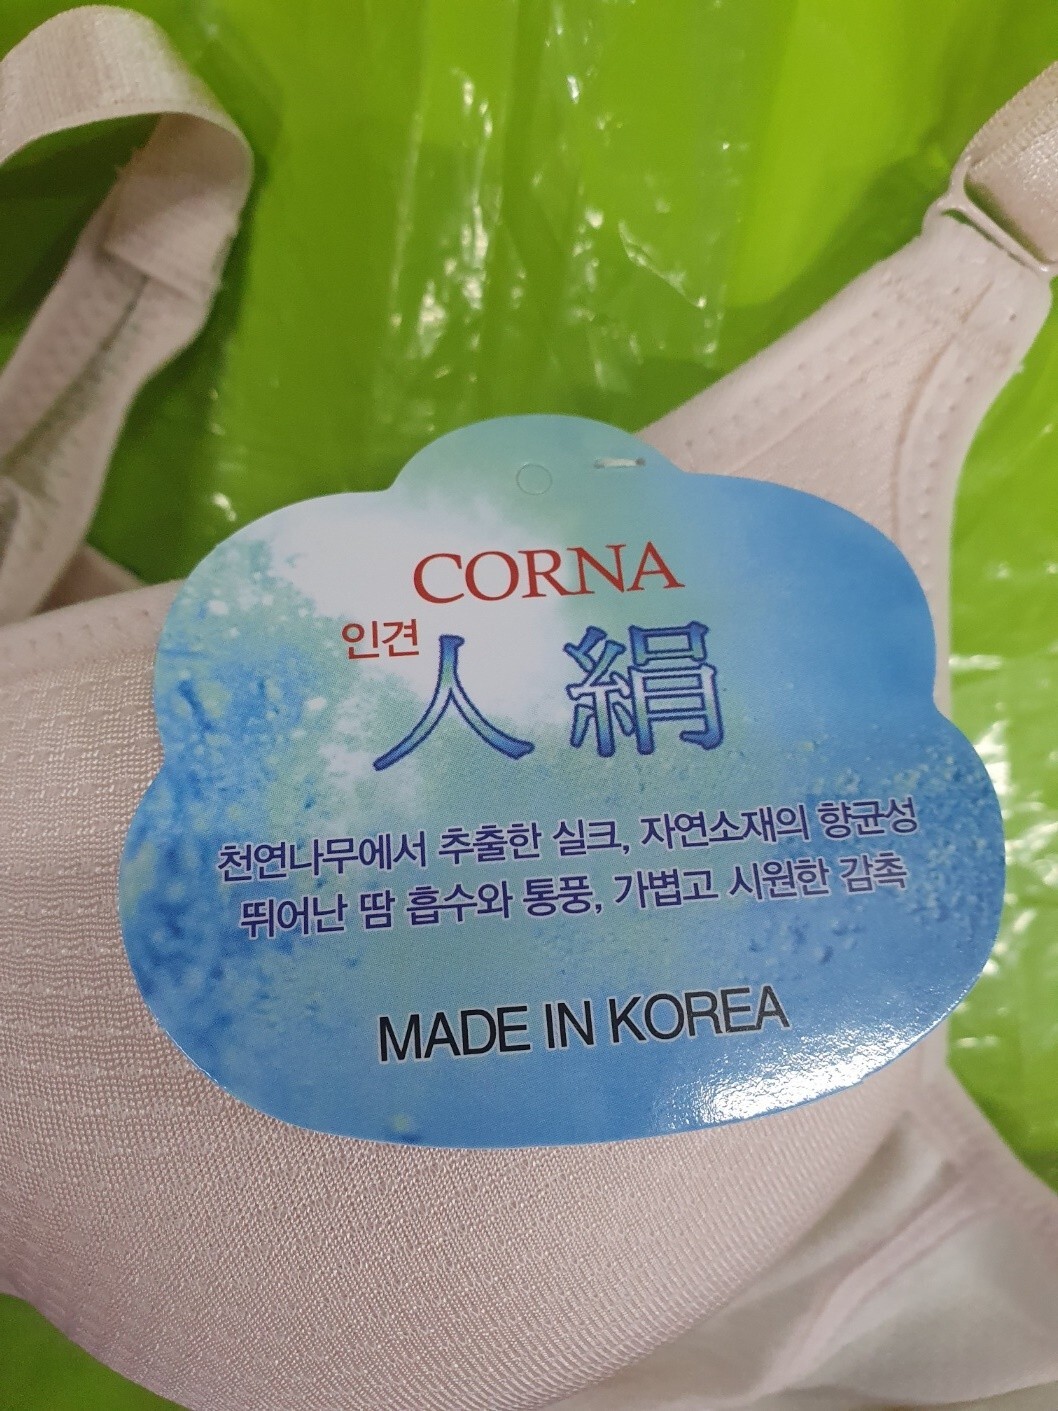 CORNA
인견
人絹
천연나무에서 추출한 실크, 자연소재의 향균성
뛰어난 땀 흡수와 통풍, 가볍고 시원한 감촉
MADE IN KOREA